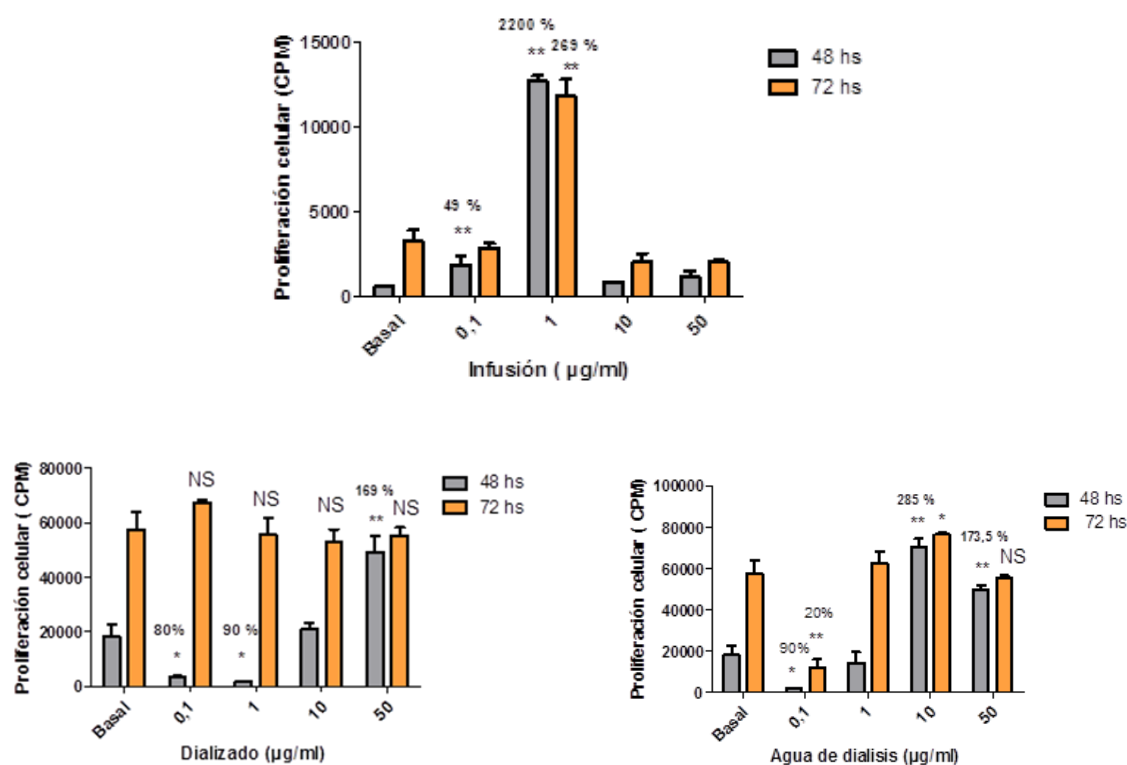 2200 %
269 %
** **
49 %
**
Proliferación celular (CPM)
15000
10000
5000
0
Basal 0,1 1 10 50
Infusión ( µg/ml)
48 hs
72 hs
Proliferación celular ( CPM)
80000
60000
40000
20000
0
80%
*
NS
90 %
*
NS
NS
169 %
**
NS
Basal 0,1 1 10 50
Dializado (µg/ml)
48 hs
72 hs
Proliferación celular ( CPM)
100000
80000
60000
40000
20000
0
90%
*
20%
**
285 %
** *
173,5 %
**
NS
Basal 0,1 1 10 50
Agua de dialisis (µg/ml)
48 hs
72 hs